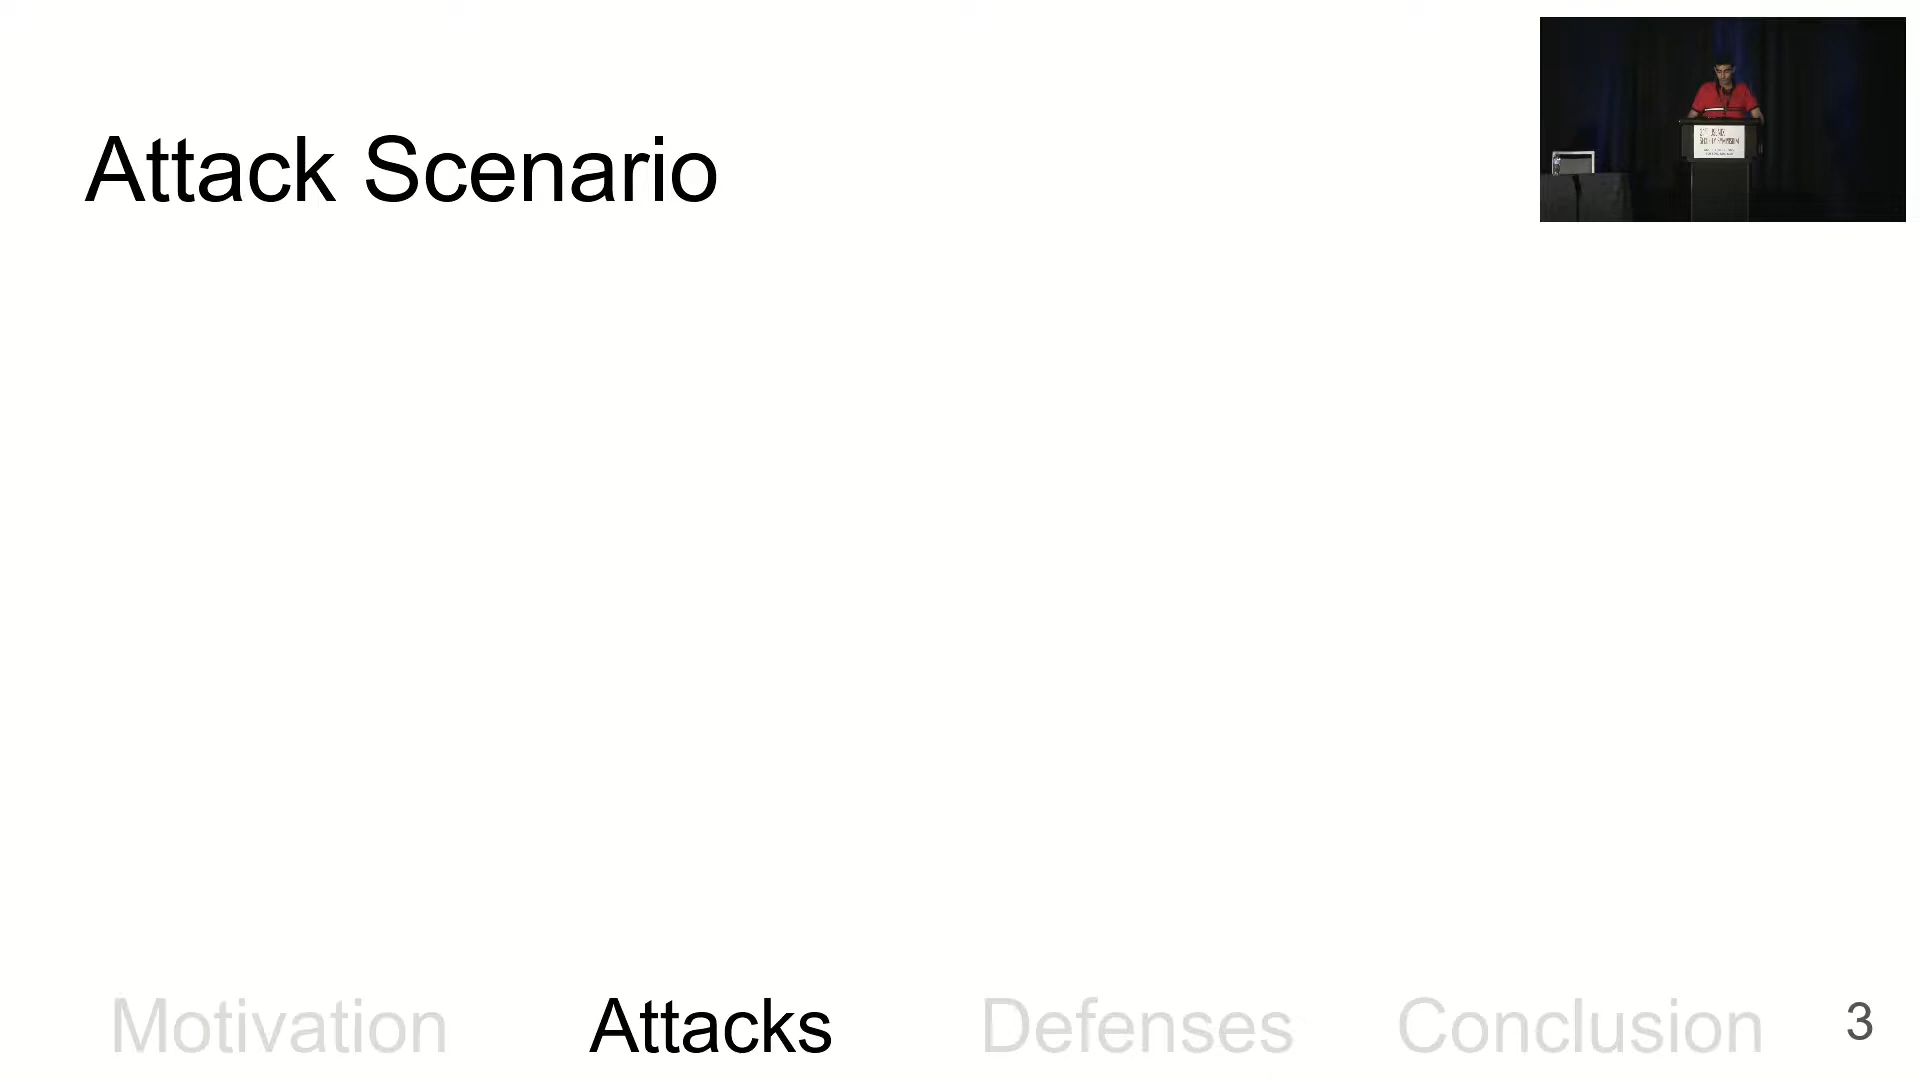 Attack Scenario
Motivation
Attacks
Defenses
Conclusion
3